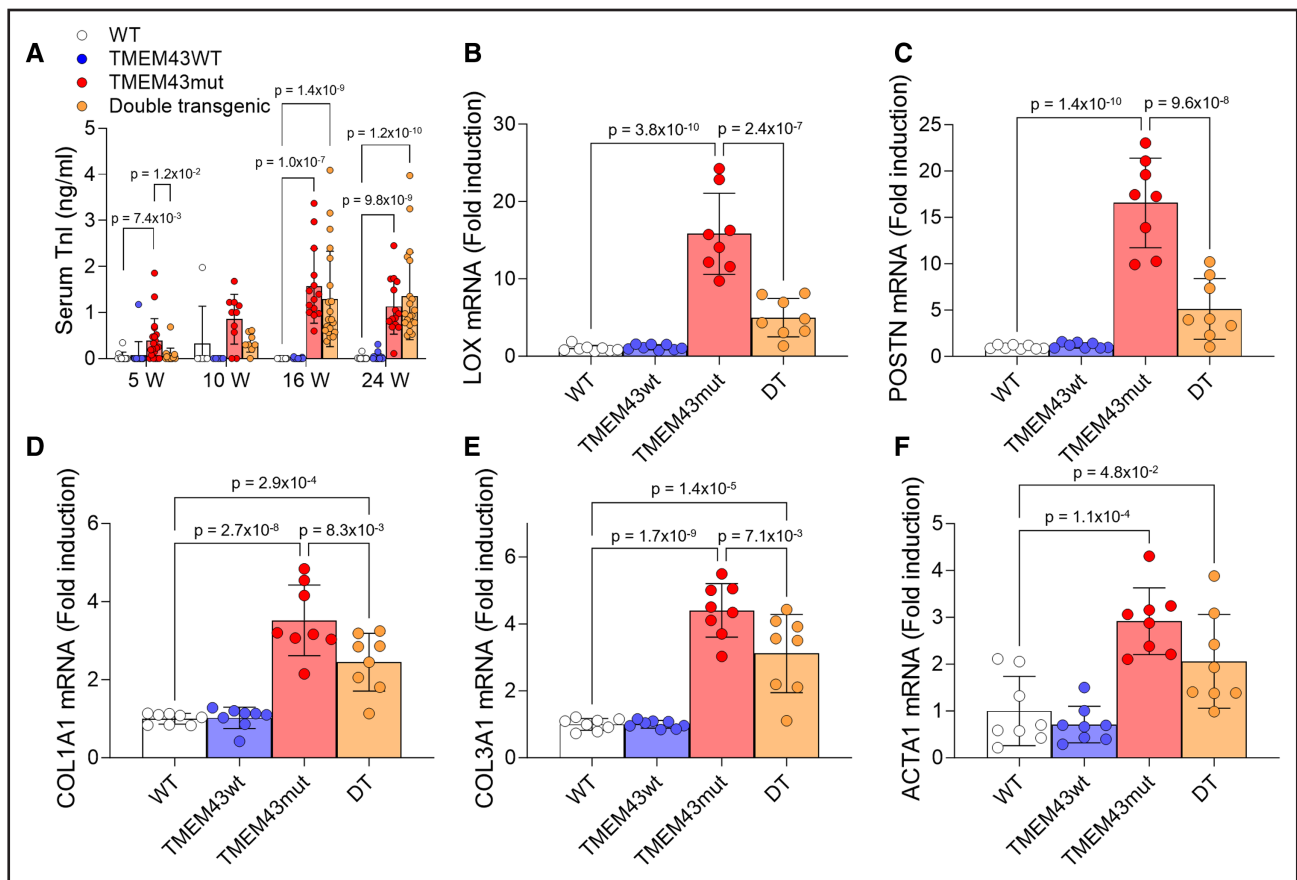 A
WT
TMEM43WT
TMEM43mut
Double transgenic
Serum TnI (ng/ml)
5
4
3
2
1
0
p = 7.4x10-3
p = 1.2x10-2
p = 1.4x10-9
p = 1.0x10-7
p = 1.2x10-10
p = 9.8x10-9
5 W 10 W 16 W 24 W
B
LOX mRNA (Fold induction)
30
20
10
0
p = 3.8x10-10 p = 2.4x10-7
WT TMEM43wt TMEM43mut DT
C
POSTN mRNA (Fold induction)
25
20
15
10
5
0
p = 1.4x10-10 p = 9.6x10-8
WT TMEM43wt TMEM43mut DT
D
COL1A1 mRNA (Fold induction)
6
4
2
0
p = 2.9x10-4
p = 2.7x10-8 p = 8.3x10-3
WT TMEM43wt TMEM43mut DT
E
COL3A1 mRNA (Fold induction)
6
4
2
0
p = 1.4x10-5
p = 1.7x10-9 p = 7.1x10-3
WT TMEM43wt TMEM43mut DT
F
ACTA1 mRNA (Fold induction)
5
4
3
2
1
0
p = 4.8x10-2
p = 1.1x10-4
WT TMEM43wt TMEM43mut DT